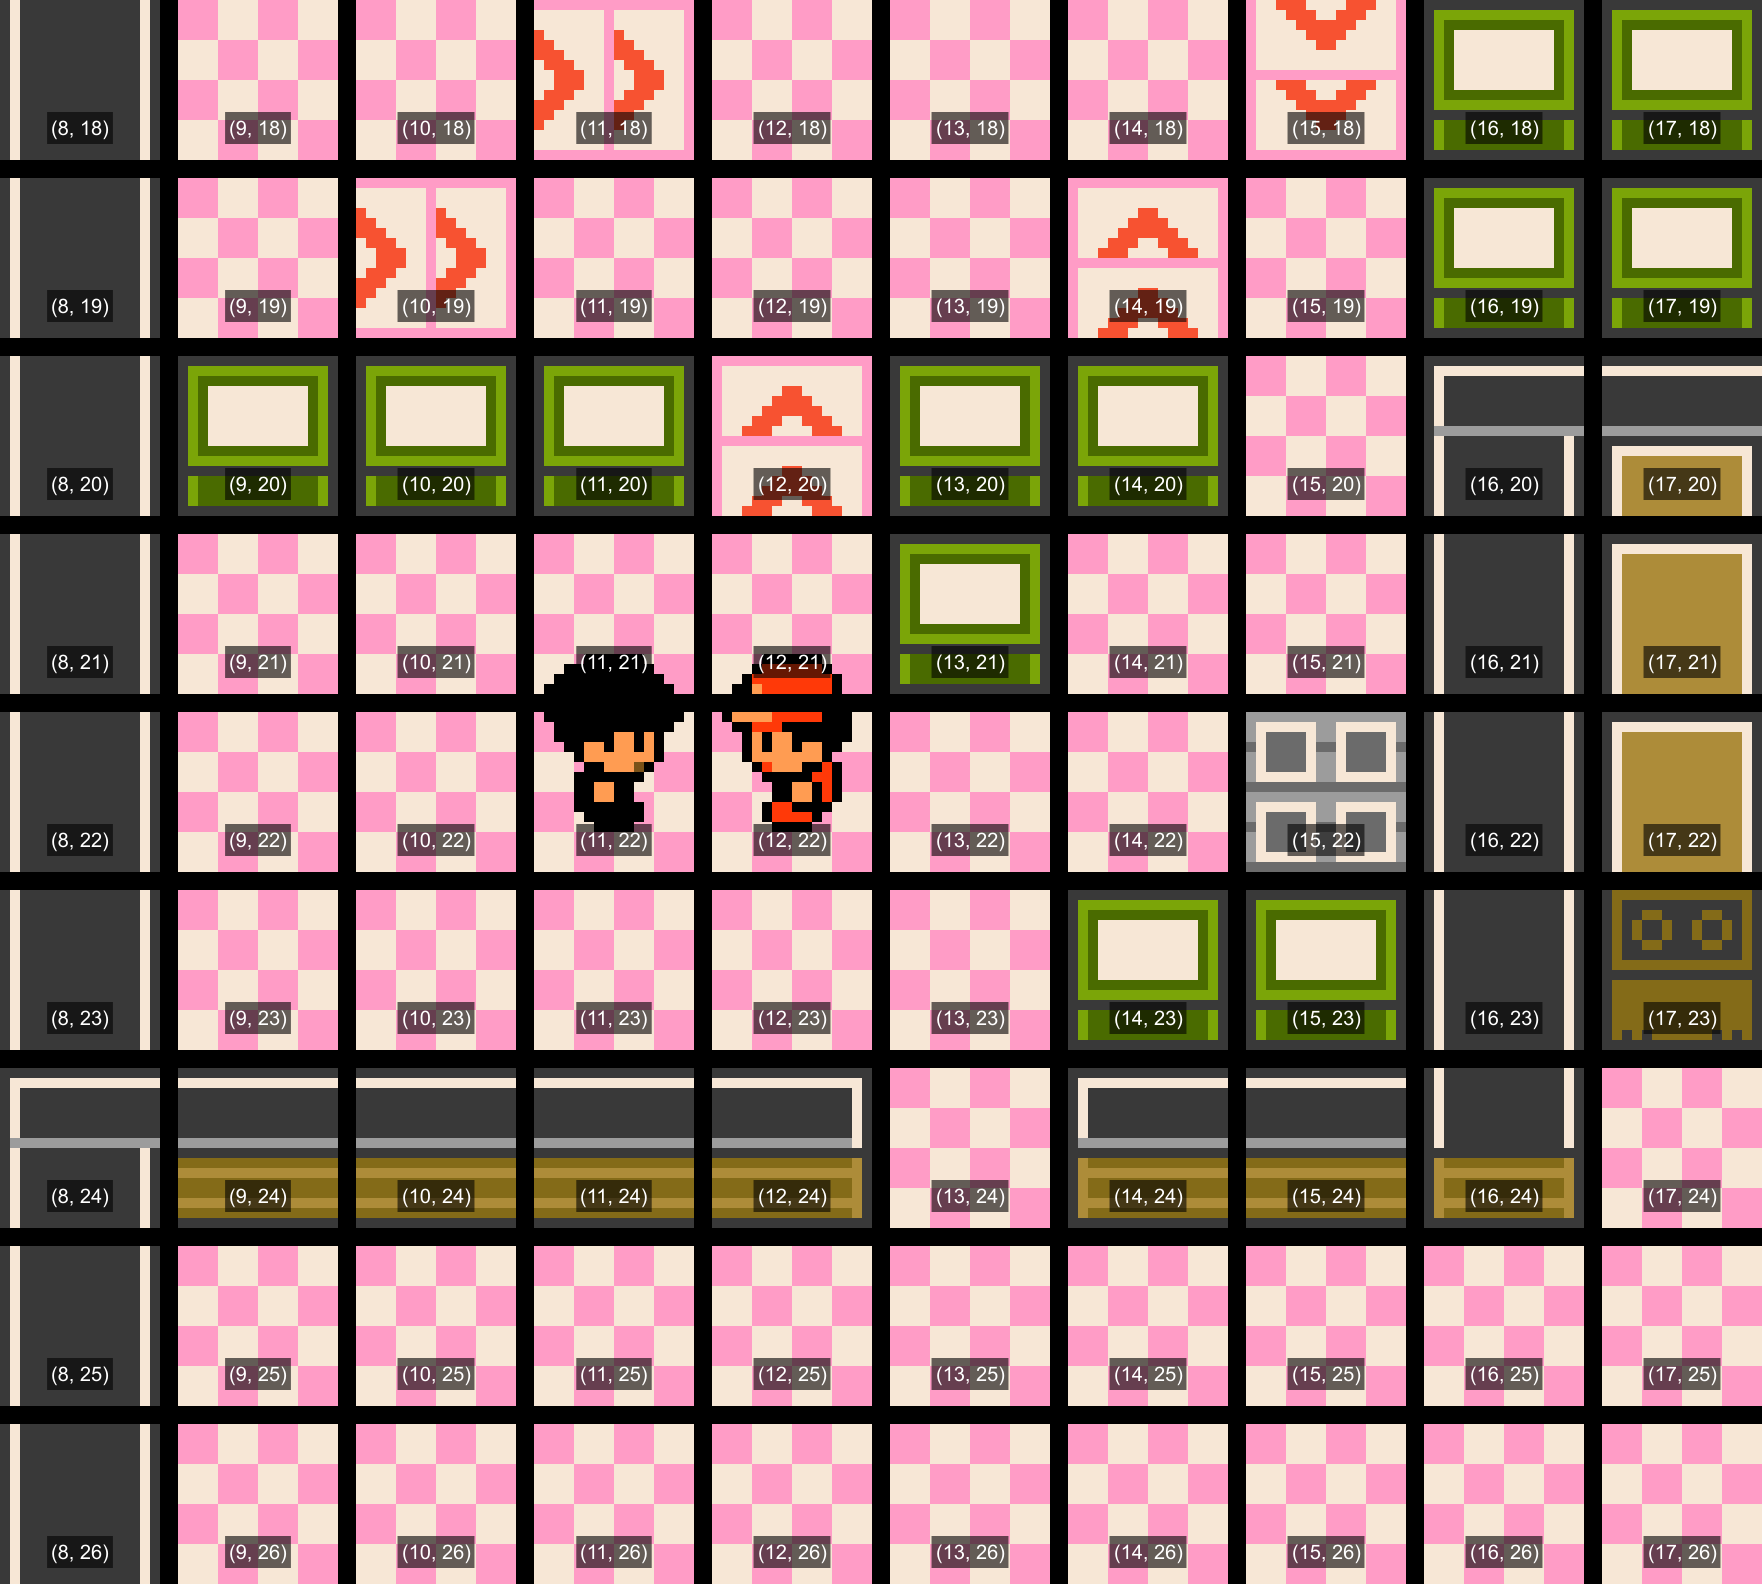 (8, 18) (9, 18) (10, 18) (11, 18) (12, 18) (13, 18) (14, 18) (15, 18) (16, 18) (17, 18)
(8, 19) (9, 19) (10, 19) (11, 19) (12, 19) (13, 19) (14, 19) (15, 19) (16, 19) (17, 19)
(8, 20) (9, 20) (10, 20) (11, 20) (12, 20) (13, 20) (14, 20) (15, 20) (16, 20) (17, 20)
(8, 21) (9, 21) (10, 21) (11, 21) (12, 21) (13, 21) (14, 21) (15, 21) (16, 21) (17, 21)
(8, 22) (9, 22) (10, 22) (11, 22) (12, 22) (13, 22) (14, 22) (15, 22) (16, 22) (17, 22)
(8, 23) (9, 23) (10, 23) (11, 23) (12, 23) (13, 23) (14, 23) (15, 23) (16, 23) (17, 23)
(8, 24) (9, 24) (10, 24) (11, 24) (12, 24) (13, 24) (14, 24) (15, 24) (16, 24) (17, 24)
(8, 25) (9, 25) (10, 25) (11, 25) (12, 25) (13, 25) (14, 25) (15, 25) (16, 25) (17, 25)
(8, 26) (9, 26) (10, 26) (11, 26) (12, 26) (13, 26) (14, 26) (15, 26) (16, 26) (17, 26)